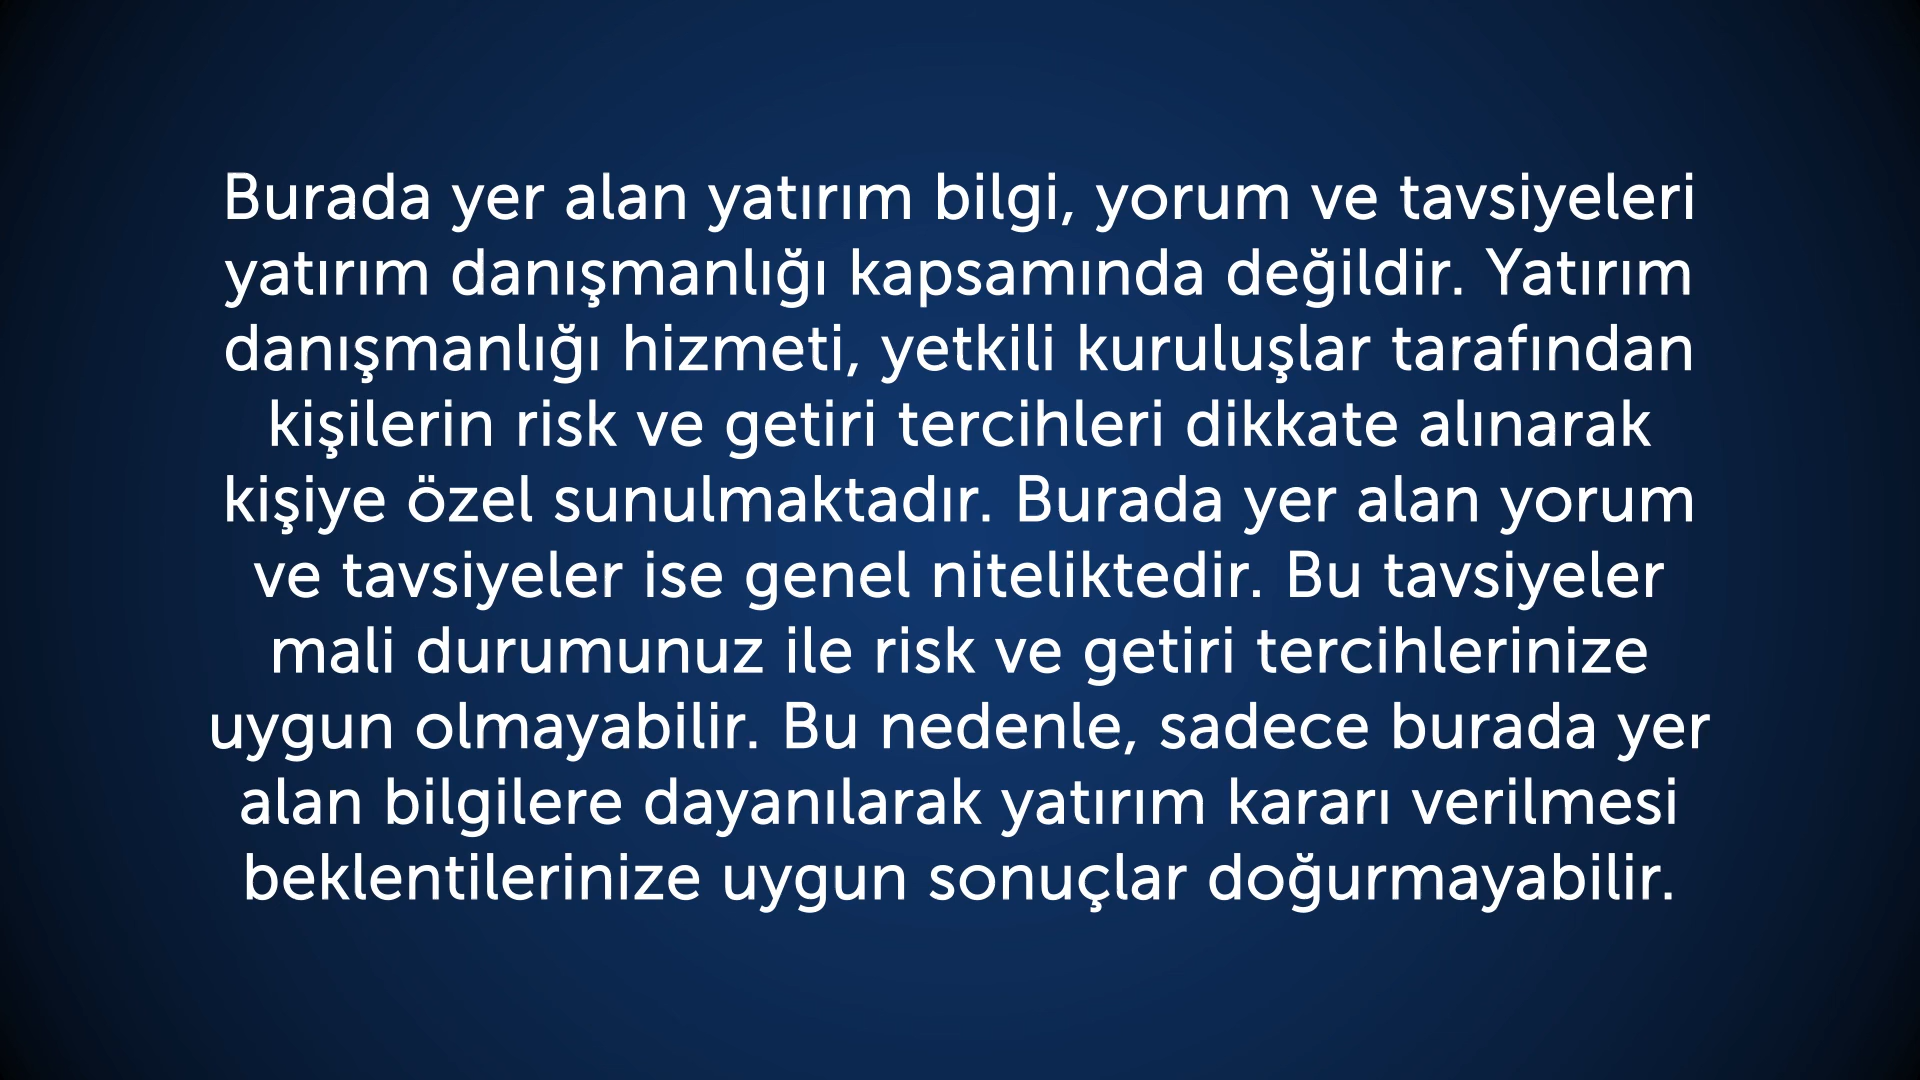 Burada yer alan yatırım bilgi, yorum ve tavsiyeleri
yatırım danışmanlığı kapsamında değildir. Yatırım
danışmanlığı hizmeti, yetkili kuruluşlar tarafından
kişilerin risk ve getiri tercihleri dikkate alınarak
kişiye özel sunulmaktadır. Burada yer alan yorum
ve tavsiyeler ise genel niteliktedir. Bu tavsiyeler
mali durumunuz ile risk ve getiri tercihlerinize
uygun olmayabilir. Bu nedenle, sadece burada yer
alan bilgilere dayanılarak yatırım kararı verilmesi
beklentilerinize uygun sonuçlar doğurmayabilir.